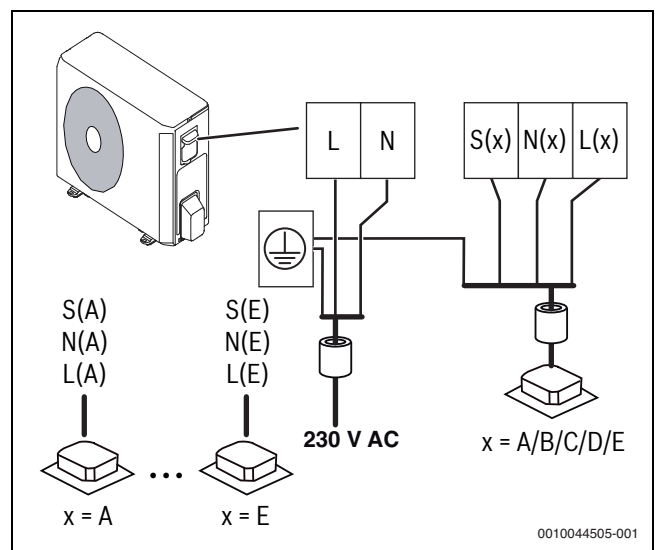 L N
S(x) N(x) L(x)
S(A)
N(A)
L(A)
S(E)
N(E)
L(E)
230 V AC
x = A/B/C/D/E
...
x = A
x = E
0010044505-001